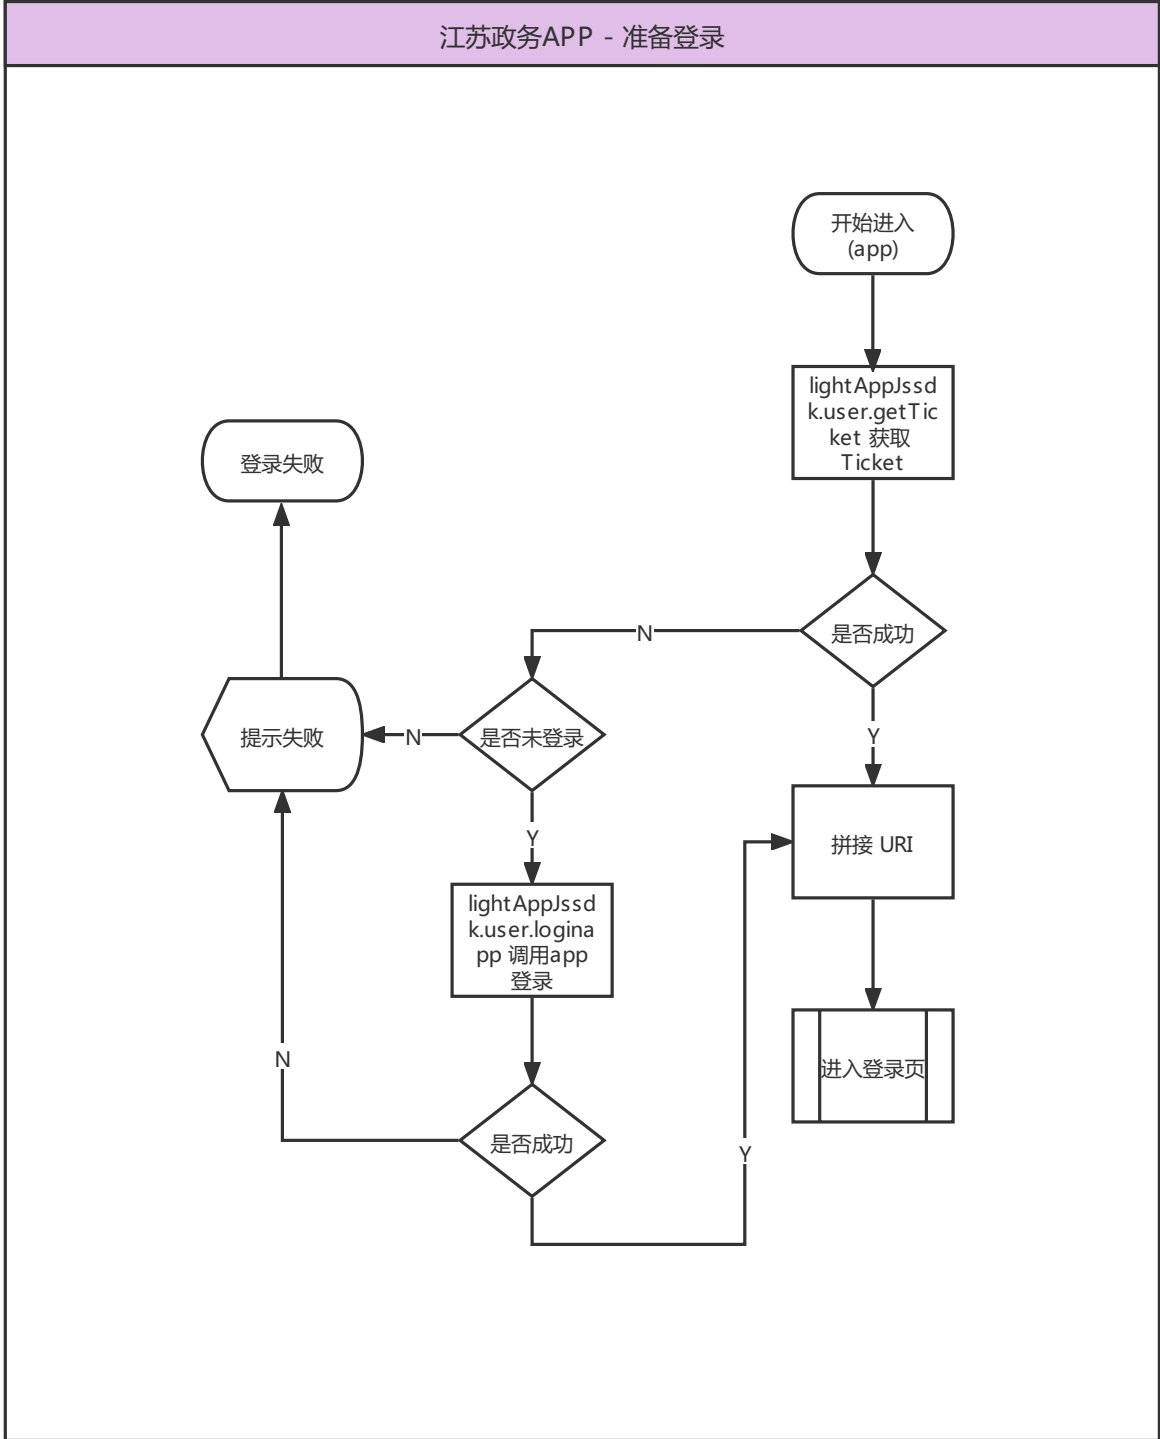 江苏政务APP - 准备登录
开始进入
(app)
lightAppJssd
k.user.getTic
ket 获取
Ticket
登录失败
是否成功
N
提示失败
N
是否未登录
Y
Y
拼接 URI
lightAppJssd
k.user.logina
pp 调用app
登录
N
进入登录页
是否成功
Y